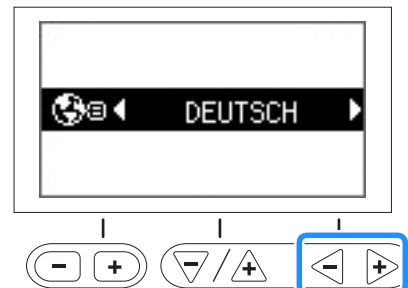 DEUTSCH
- + - / + - +